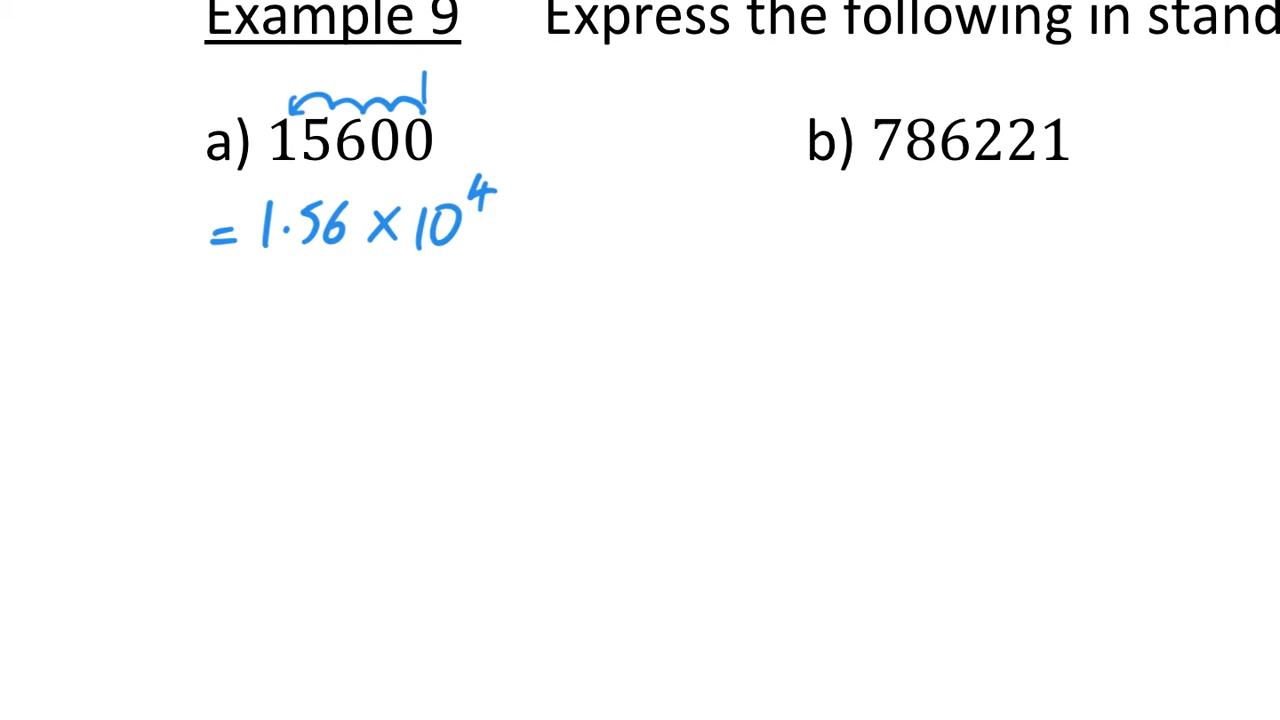 Example 9 Express the following in stand
a) 15600 b) 786221
= 1.56 × 10⁴